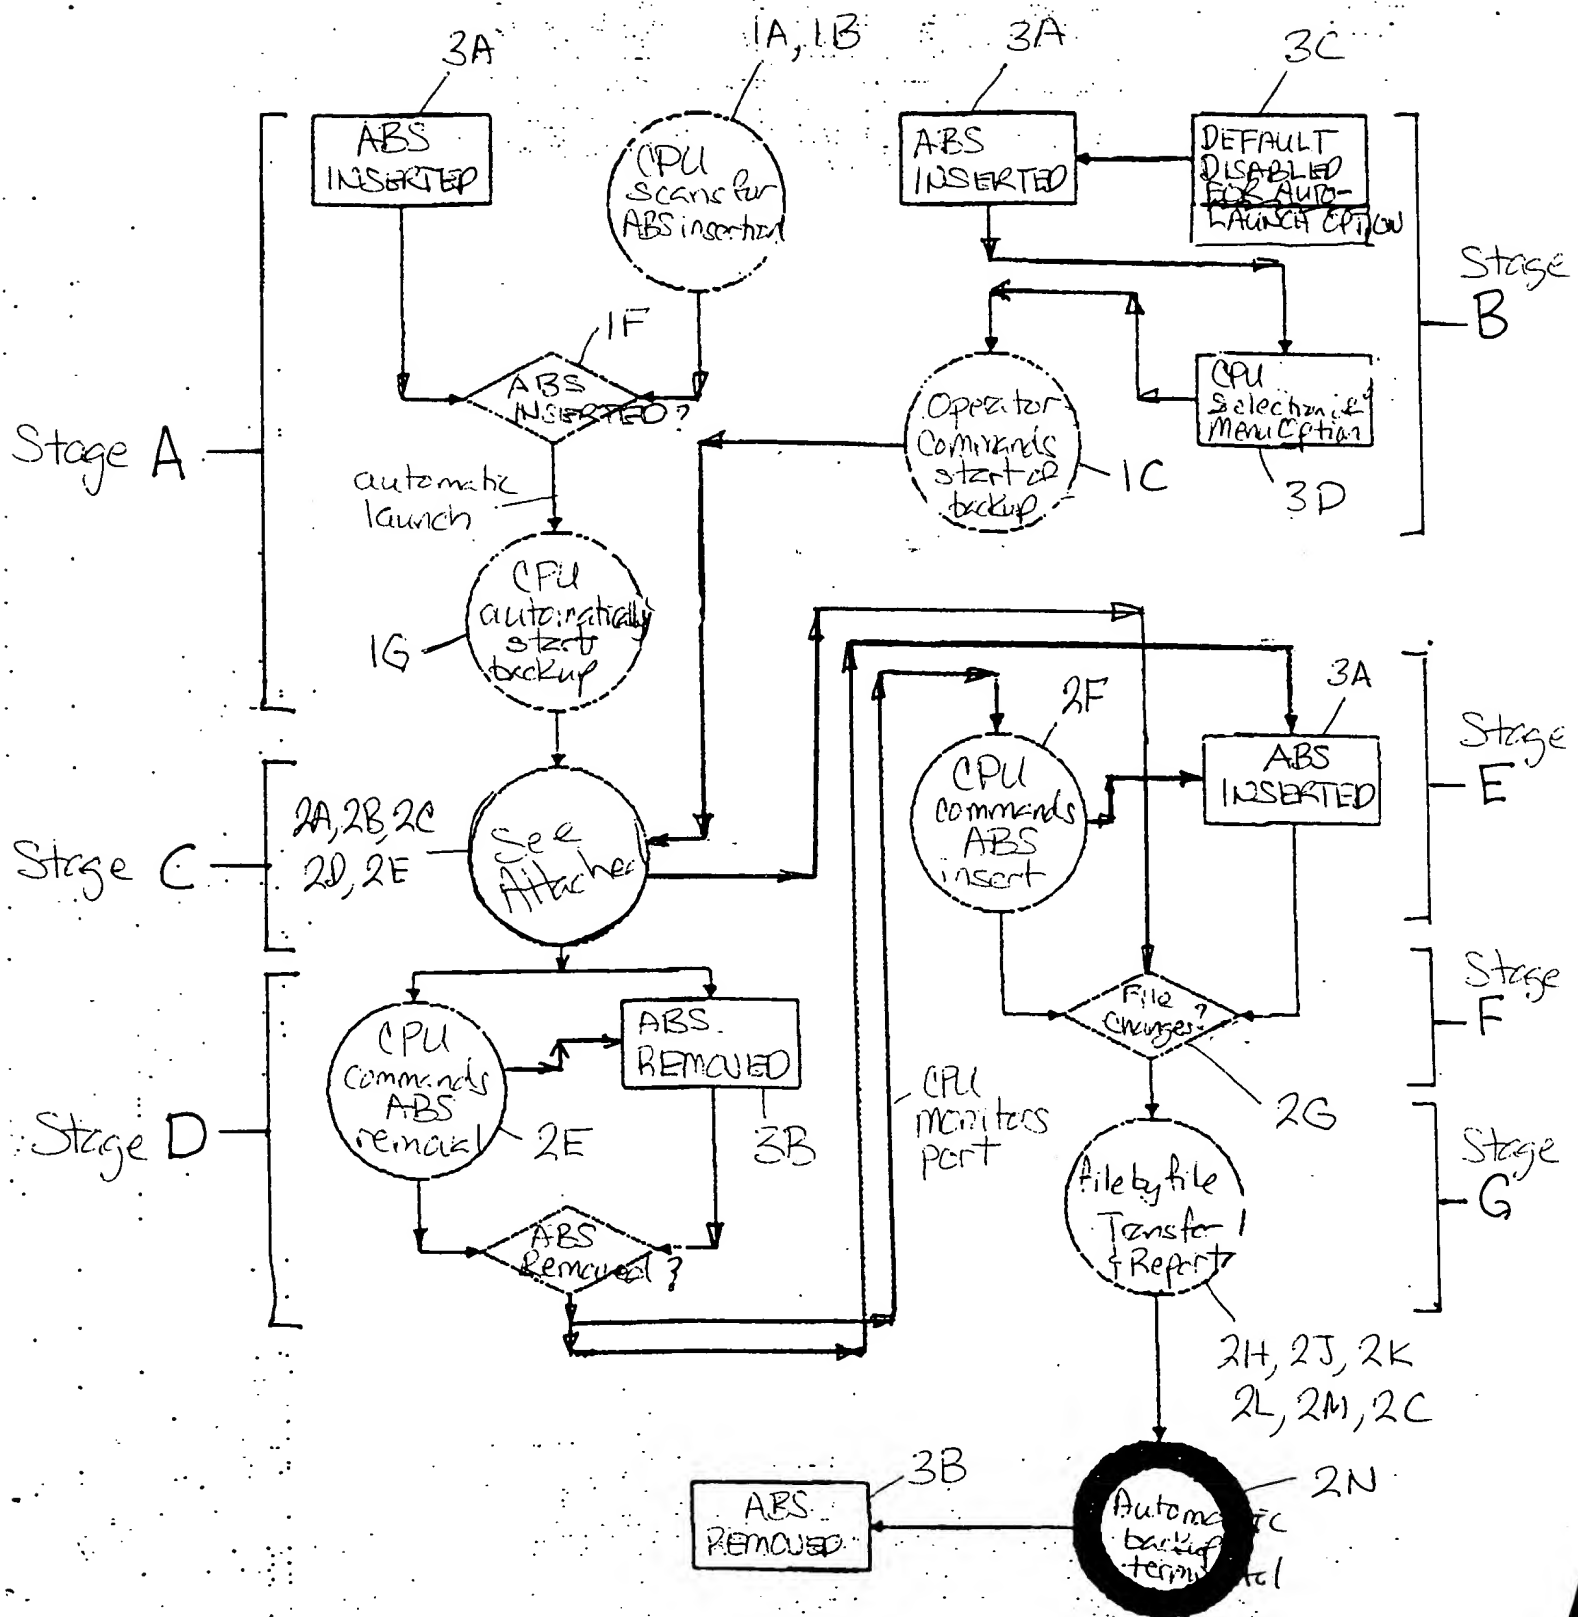 3A
1A, 1B
3A
3C
ABS
INSERTED
CPU
scans for
ABS insertion
ABS
INSERTED
DEFAULT
DISABLED
FOR AUTO-
LAUNCH OPTION
Stage
B
1F
ABS
INSERTED?
CPU
Selection of
Menu Option
3D
Operator
Commands
start of
backup
1C
Stage A
automatic
launch
CPU
automatically
start
backup
1G
2F
3A
CPU
commands
ABS
insert
ABS
INSERTED
Stage
E
2A, 2B, 2C
2D, 2E
See
Attached
Stage C
File
Changes?
Stage
F
2G
CPU
commands
ABS
removal
2E
ABS
REMOVED
3B
Stage D
CPU
monitors
port
File by file
Transfer
& Report
Stage
G
ABS
Removed?
2H, 2J, 2K
2L, 2M, 2C
3B
ABS
REMOVED
2N
Automatic
backup